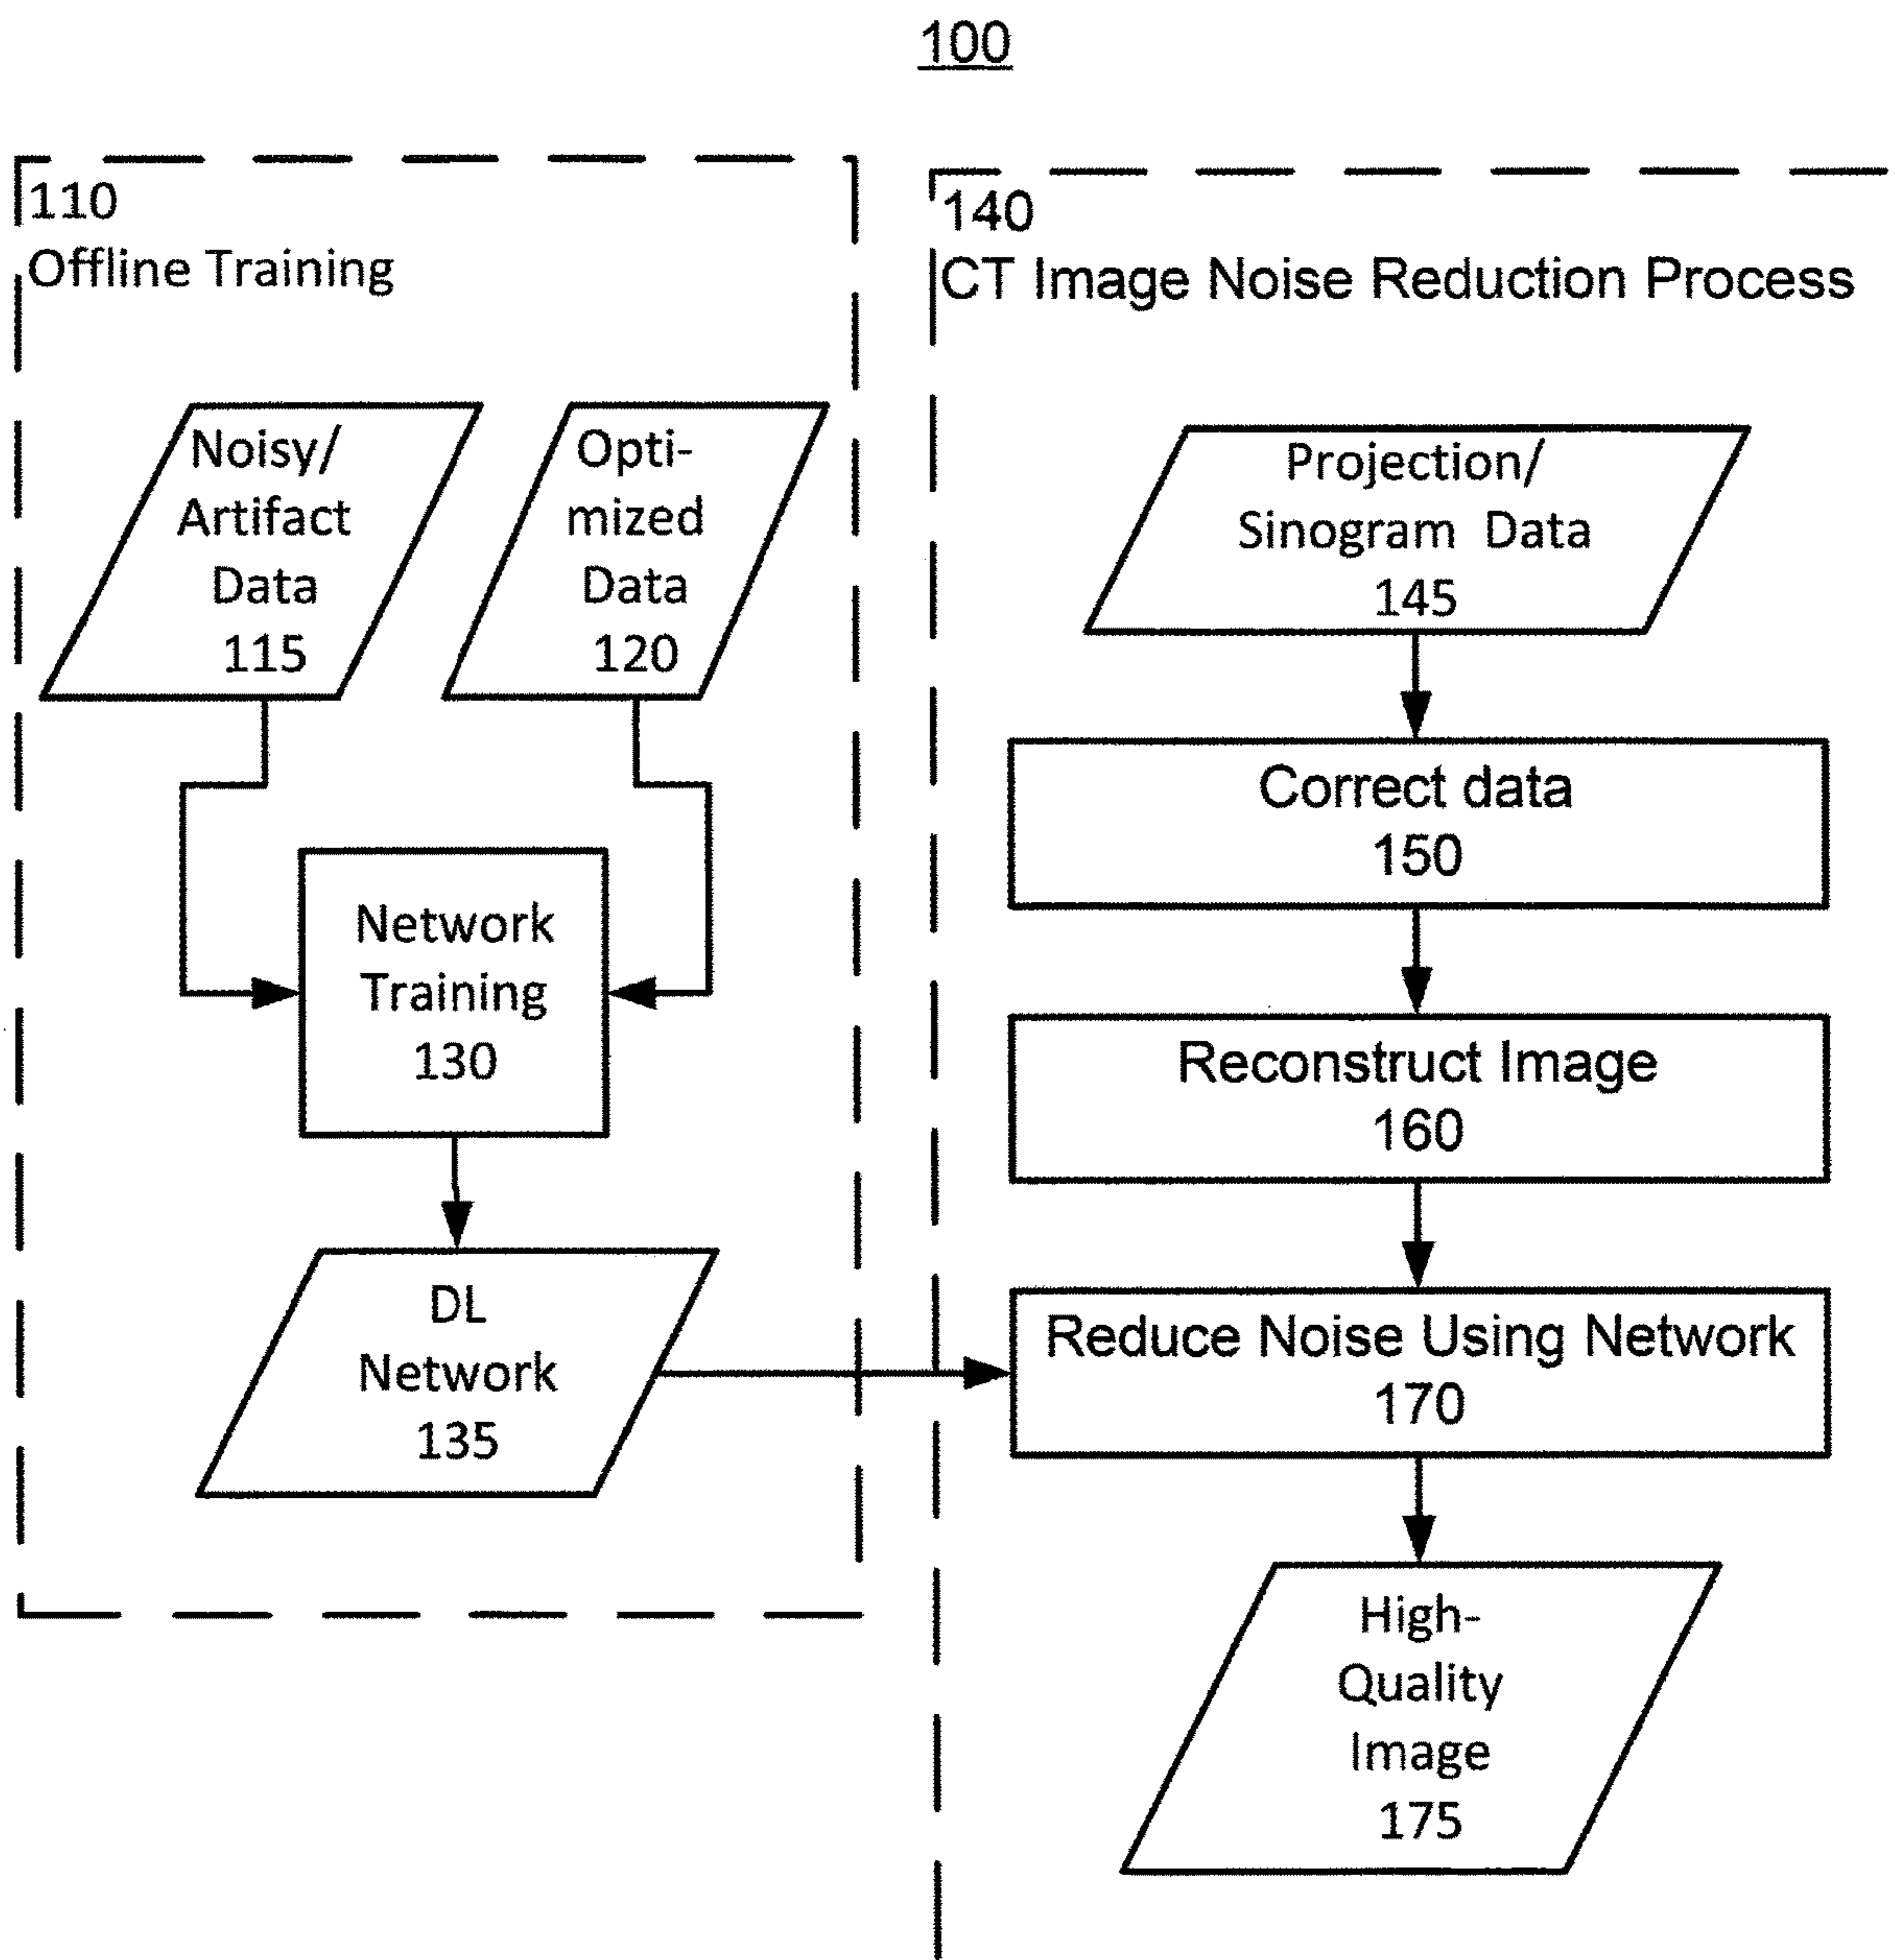 100
110
Offline Training
Noisy/
Artifact
Data
115
Opti-
mized
Data
120
Network
Training
130
DL
Network
135
140
CT Image Noise Reduction Process
Projection/
Sinogram Data
145
Correct data
150
Reconstruct Image
160
Reduce Noise Using Network
170
High-
Quality
Image
175